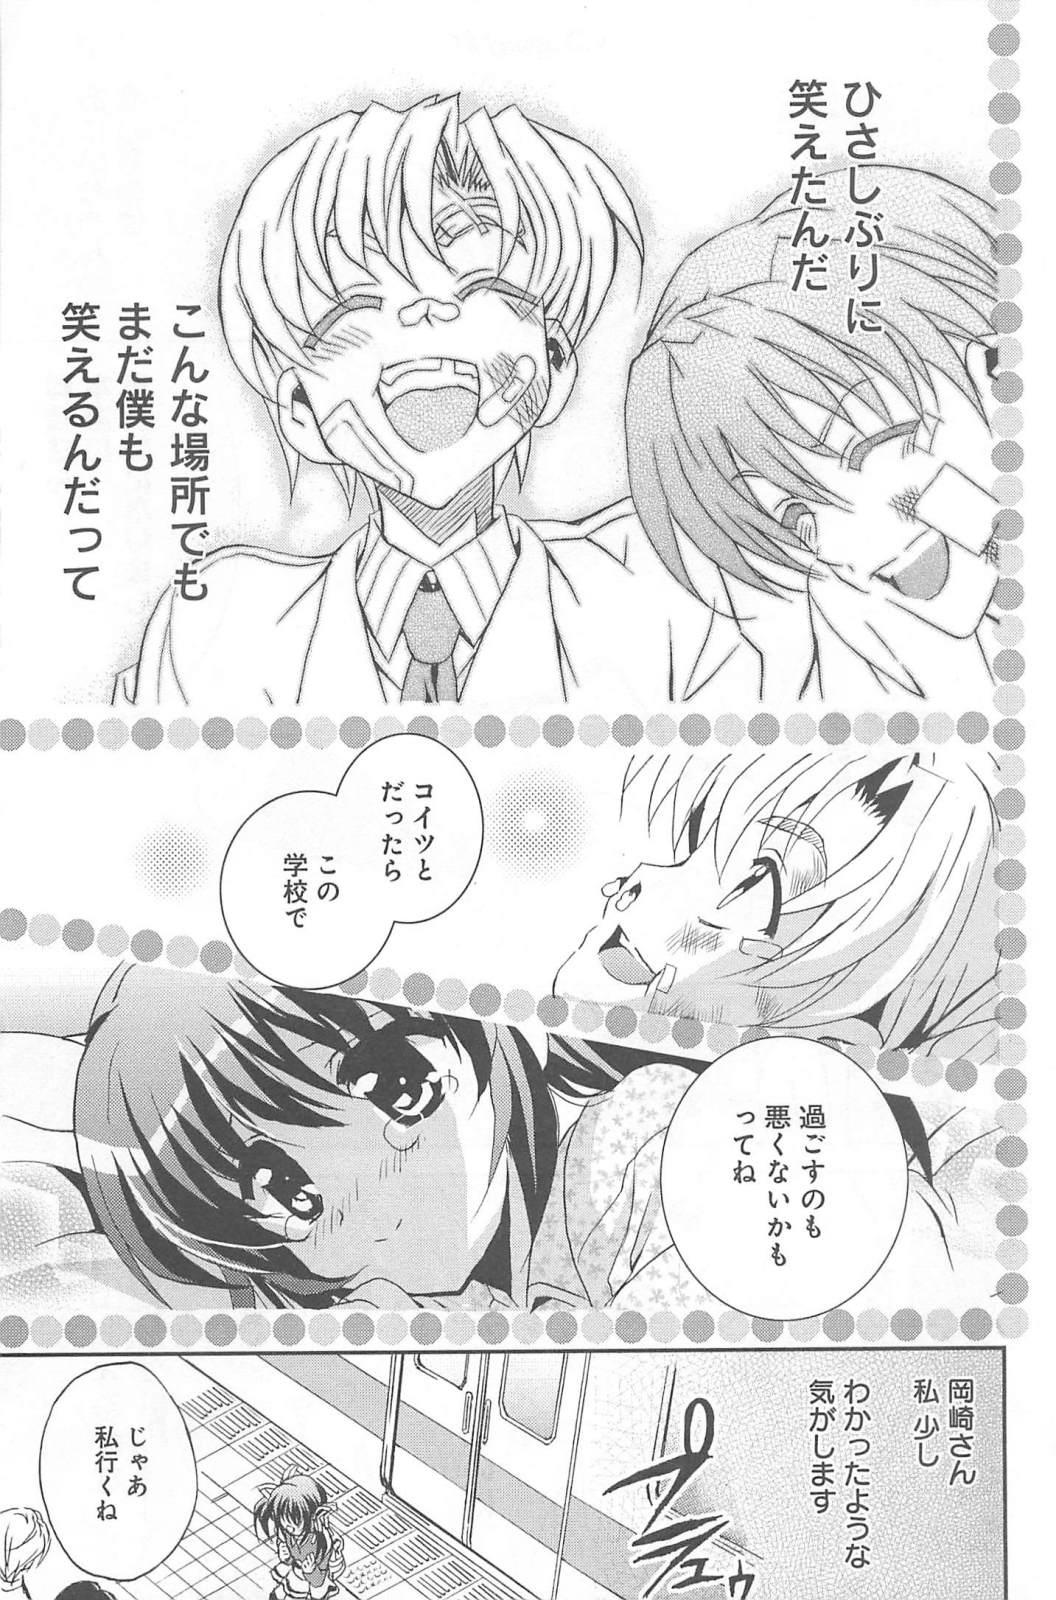 ひさしぶりに
笑えたんだ
こんな場所でも
まだ僕も
笑えるんだって
コイツと
だったら
この
学校で
過ごすのも
悪くないかも
ってね
岡崎さん
私 少し
わかったような
気がします
プシュゥ
じゃあ
私行くね